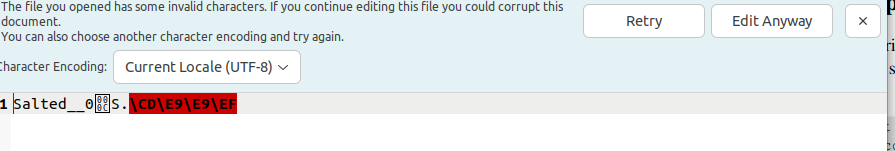 The file you opened has some invalid characters. If you continue editing this file you could corrupt this
document.
You can also choose another character encoding and try again.
Retry
Edit Anyway
×
Character Encoding: Current Locale (UTF-8)
1 Salted__0S.\CD\E9\E9\EF